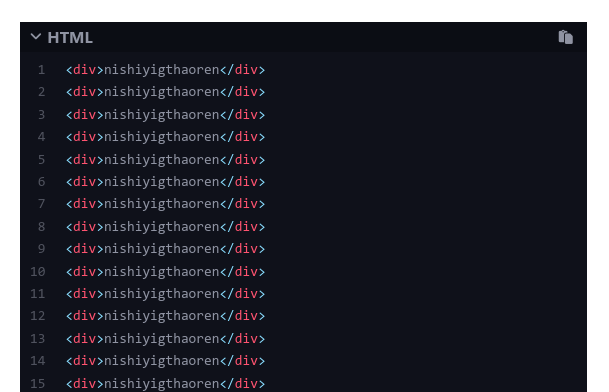 HTML
1 <div>nishiyigthaoren</div>
2 <div>nishiyigthaoren</div>
3 <div>nishiyigthaoren</div>
4 <div>nishiyigthaoren</div>
5 <div>nishiyigthaoren</div>
6 <div>nishiyigthaoren</div>
7 <div>nishiyigthaoren</div>
8 <div>nishiyigthaoren</div>
9 <div>nishiyigthaoren</div>
10 <div>nishiyigthaoren</div>
11 <div>nishiyigthaoren</div>
12 <div>nishiyigthaoren</div>
13 <div>nishiyigthaoren</div>
14 <div>nishiyigthaoren</div>
15 <div>nishiyigthaoren</div>